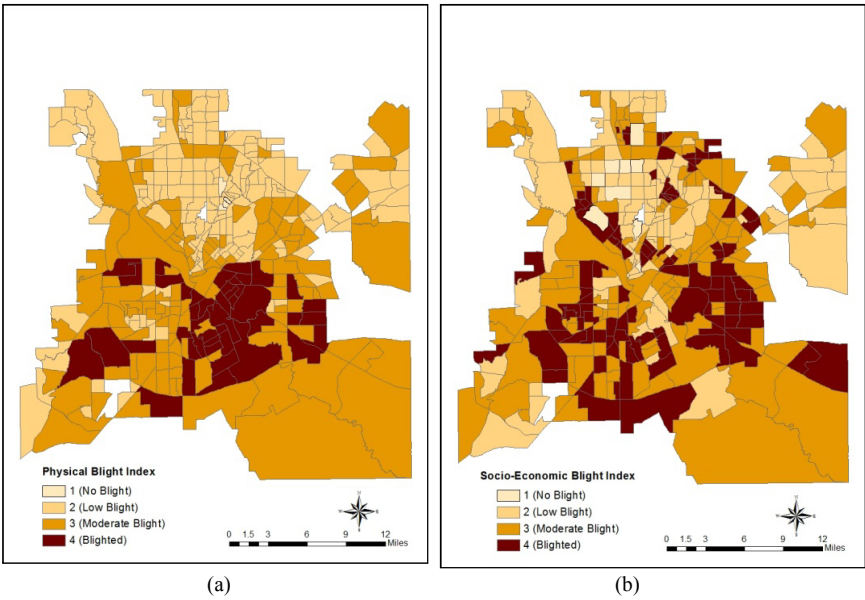 Physical Blight Index
1 (No Blight)
2 (Low Blight)
3 (Moderate Blight)
4 (Blighted)
N
W E
S
0 1.5 3 6 9 12
Miles
(a)
Socio-Economic Blight Index
1 (No Blight)
2 (Low Blight)
3 (Moderate Blight)
4 (Blighted)
N
W E
S
0 1.5 3 6 9 12
Miles
(b)